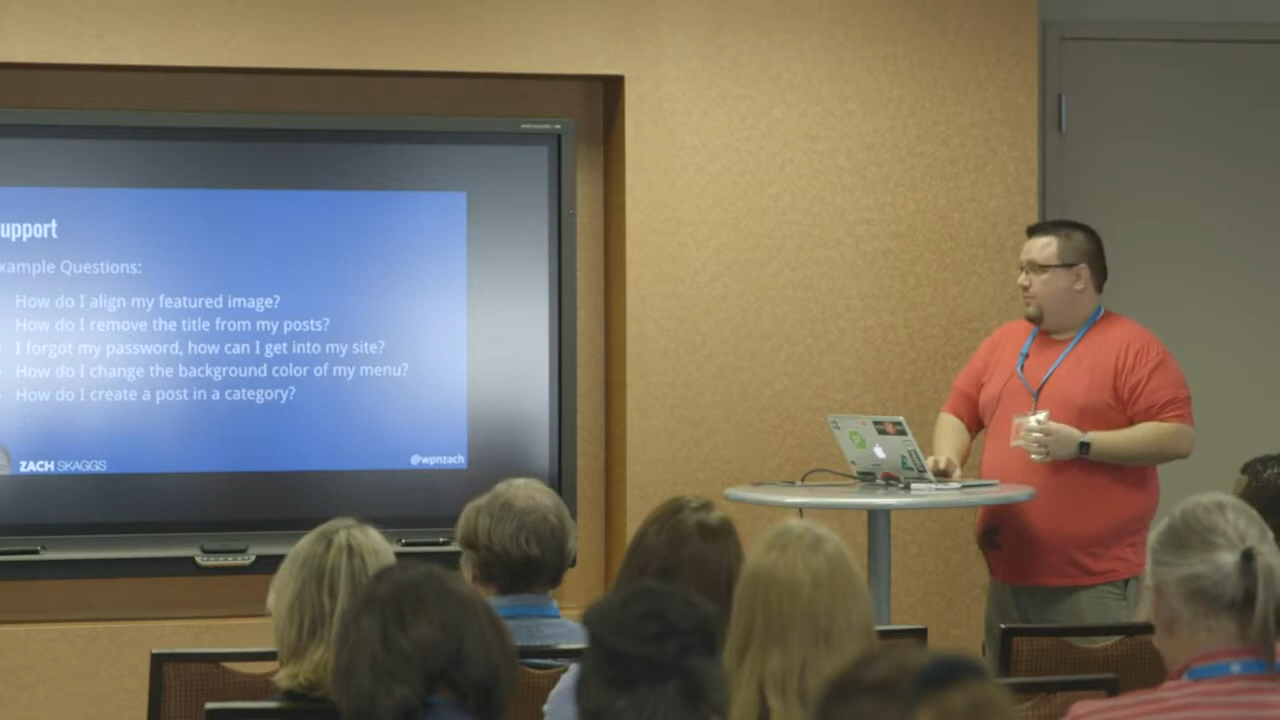 upport
xample Questions:
How do I align my featured image?
How do I remove the title from my posts?
I forgot my password, how can I get into my site?
How do I change the background color of my menu?
How do I create a post in a category?
ZACH SKAGGS
@wpnzach